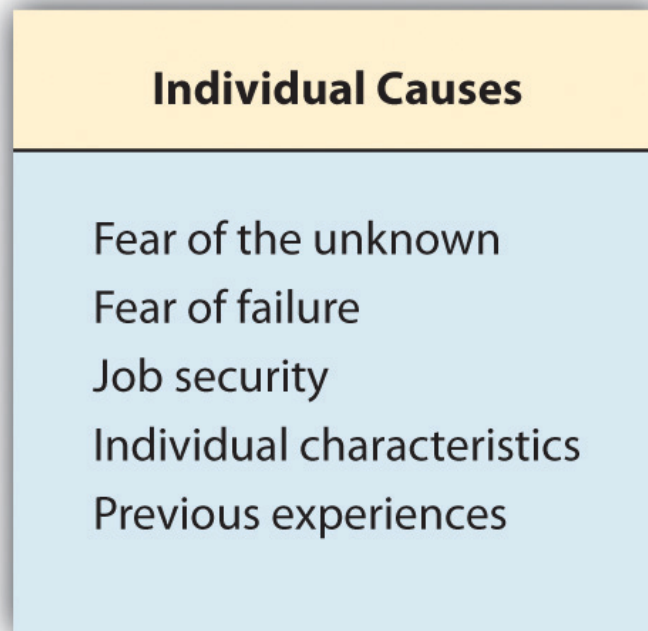 Individual Causes
Fear of the unknown
Fear of failure
Job security
Individual characteristics
Previous experiences